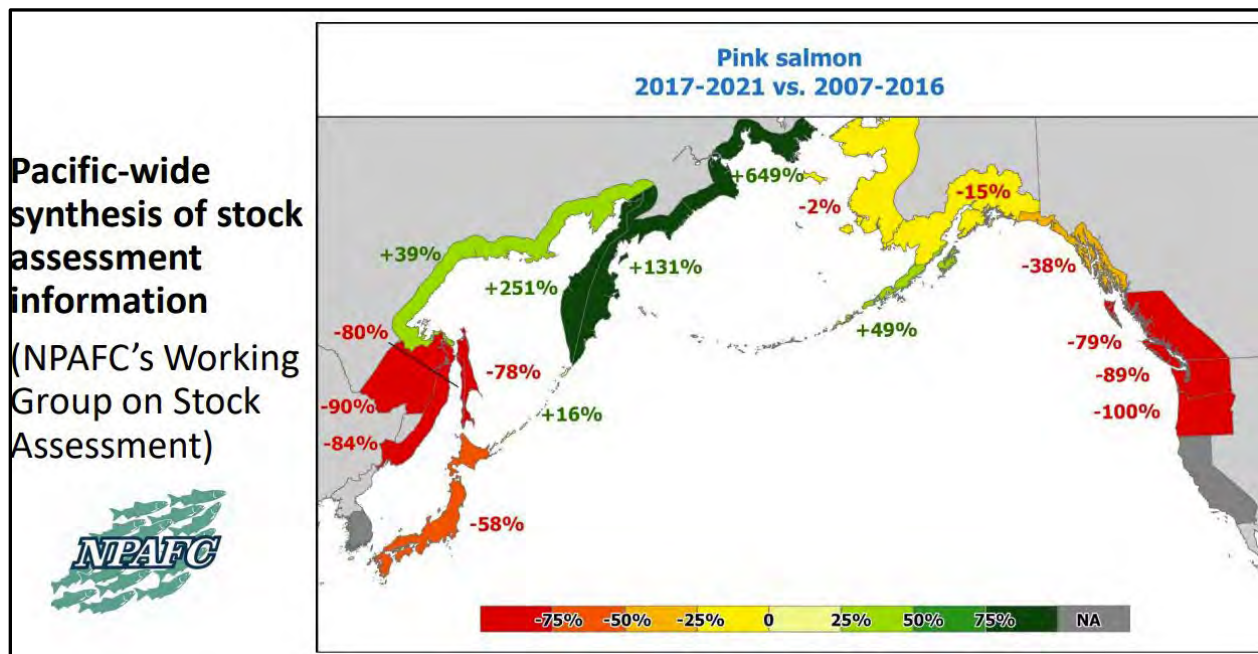 Pacific-wide
synthesis of stock
assessment
information
(NPAFC's Working
Group on Stock
Assessment)
NPAFC
Pink salmon
2017-2021 vs. 2007-2016
+649%
-2%
-15%
+39%
+251%
+131%
-38%
+49%
-80%
-78%
-79%
-89%
-90%
+16%
-100%
-84%
-58%
-75%
-50%
-25%
0
25%
50%
75%
NA